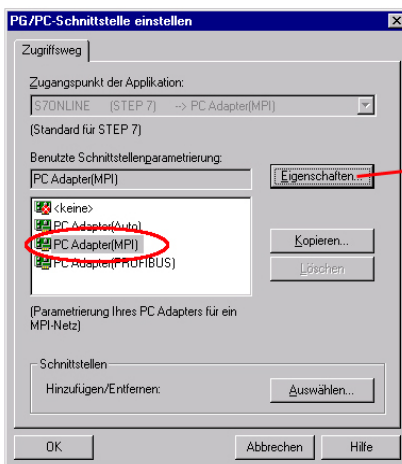 PG/PC-Schnittstelle einstellen
Zugriffsweg
Zugangspunkt der Applikation:
S7ONLINE (STEP 7) --> PC Adapter(MPI)
(Standard für STEP 7)
Benutzte Schnittstellenparametrierung:
PC Adapter(MPI)
Eigenschaften...
<keine>
PC Adapter(Auto)
PC Adapter(MPI)
PC Adapter(PROFIBUS)
Kopieren...
Löschen
(Parametrierung Ihres PC Adapters für ein
MPI-Netz)
Schnittstellen
Hinzufügen/Entfernen:
Auswählen...
OK
Abbrechen
Hilfe